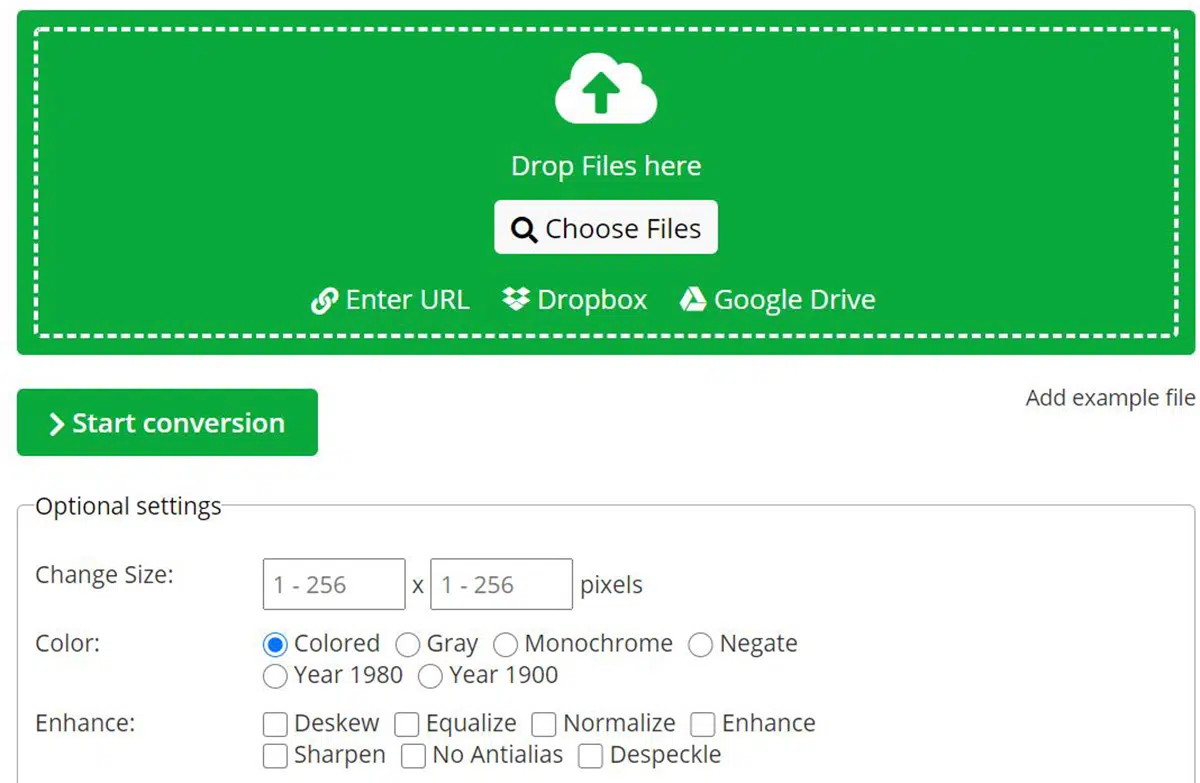 Drop Files here
Choose Files
Enter URL Dropbox Google Drive
Start conversion
Add example file
Optional settings
Change Size: 1 - 256 x 1 - 256 pixels
Color: Colored Gray Monochrome Negate
Year 1980 Year 1900
Enhance: Deskew Equalize Normalize Enhance
Sharpen No Antialias Despeckle